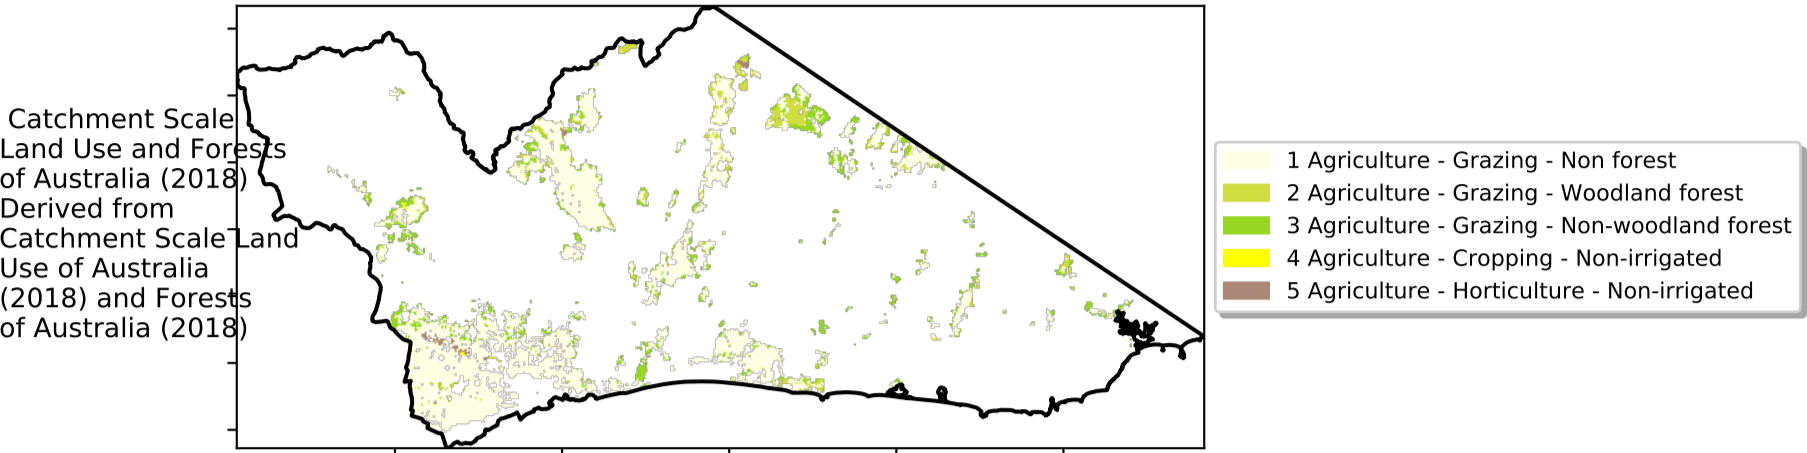 Catchment Scale
Land Use and Forests
of Australia (2018)
Derived from
Catchment Scale Land
Use of Australia
(2018) and Forests
of Australia (2018)
1 Agriculture - Grazing - Non forest
2 Agriculture - Grazing - Woodland forest
3 Agriculture - Grazing - Non-woodland forest
4 Agriculture - Cropping - Non-irrigated
5 Agriculture - Horticulture - Non-irrigated